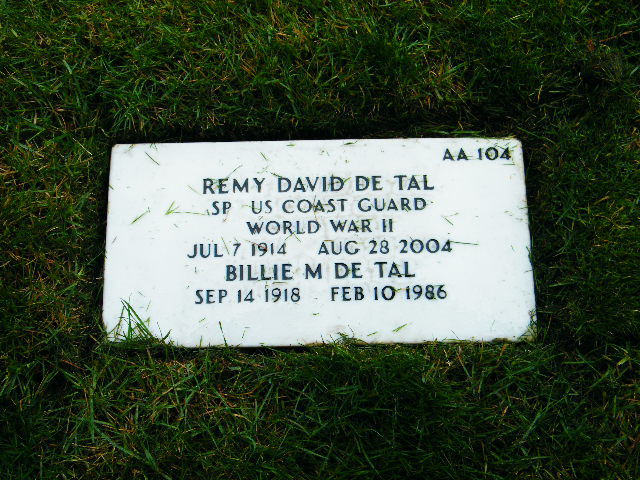 AA 104
REMY DAVID DE TAL
SP US COAST GUARD
WORLD WAR II
JUL 7 1914 AUG 28 2004
BILLIE M DE TAL
SEP 14 1918 FEB 10 1986